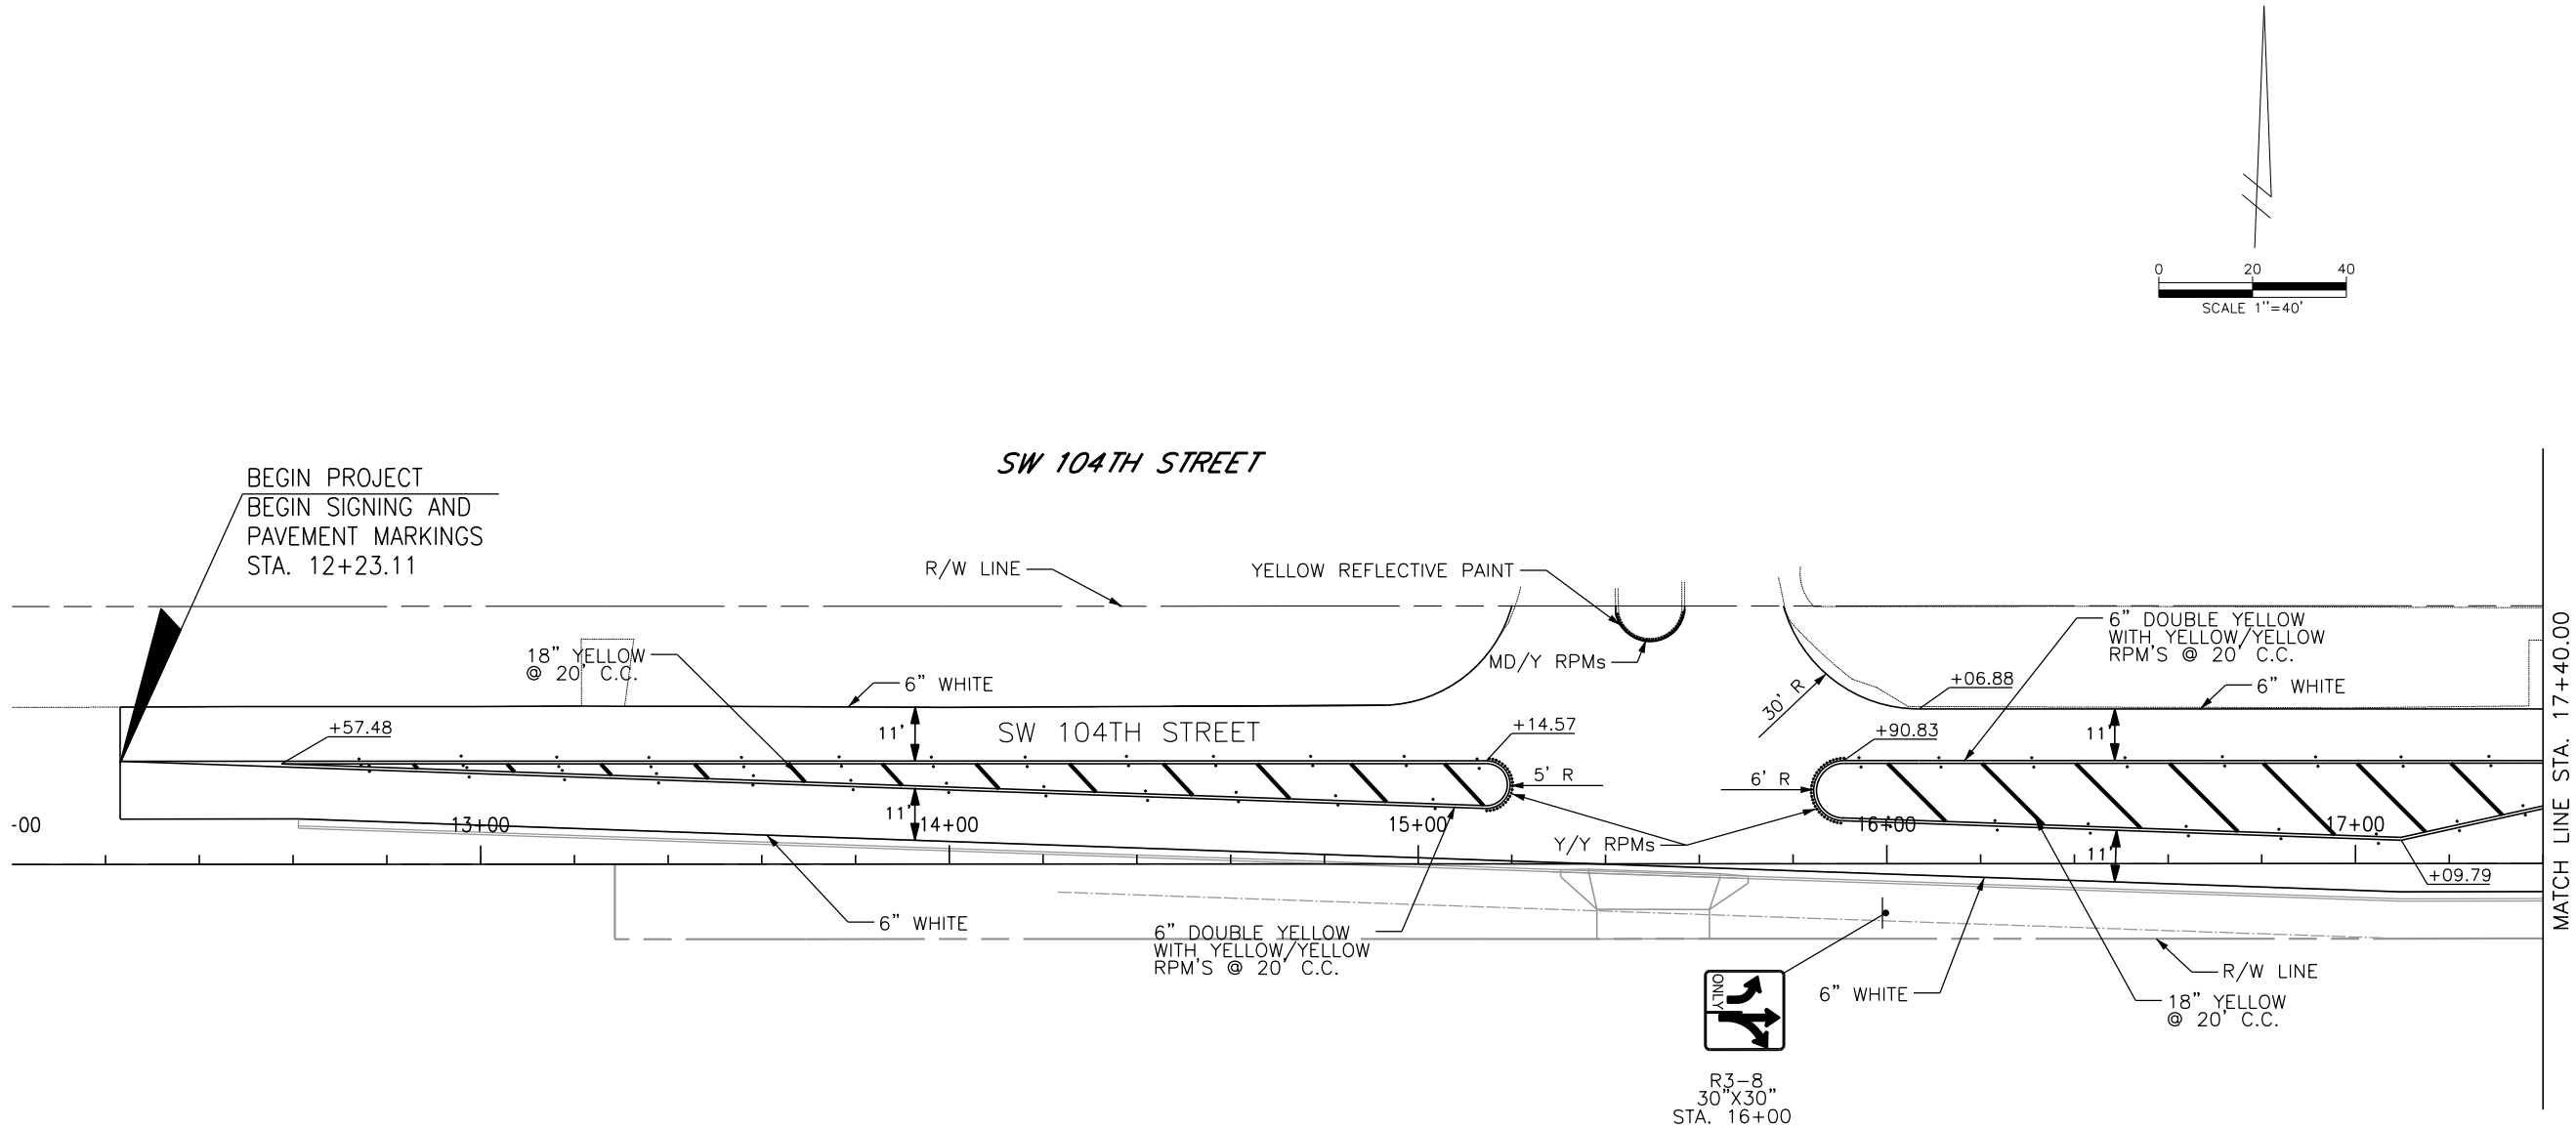 0 20 40
SCALE 1"=40'
SW 104TH STREET
BEGIN PROJECT
BEGIN SIGNING AND
PAVEMENT MARKINGS
STA. 12+23.11
R/W LINE
YELLOW REFLECTIVE PAINT
6" DOUBLE YELLOW
WITH YELLOW/YELLOW
RPM'S @ 20' C.C.
18" YELLOW
@ 20' C.C.
MD/Y RPMs
6" WHITE
30' R
+06.88
6" WHITE
+57.48
11'
SW 104TH STREET
+14.57
+90.83
11'
5' R
6' R
11'
-00
13+00
14+00
15+00
16+00
17+00
Y/Y RPMs
11'
+09.79
MATCH LINE STA. 17+40.00
6" WHITE
6" DOUBLE YELLOW
WITH YELLOW/YELLOW
RPM'S @ 20' C.C.
R/W LINE
ONLY
6" WHITE
18" YELLOW
@ 20' C.C.
R3-8
30"X30"
STA. 16+00